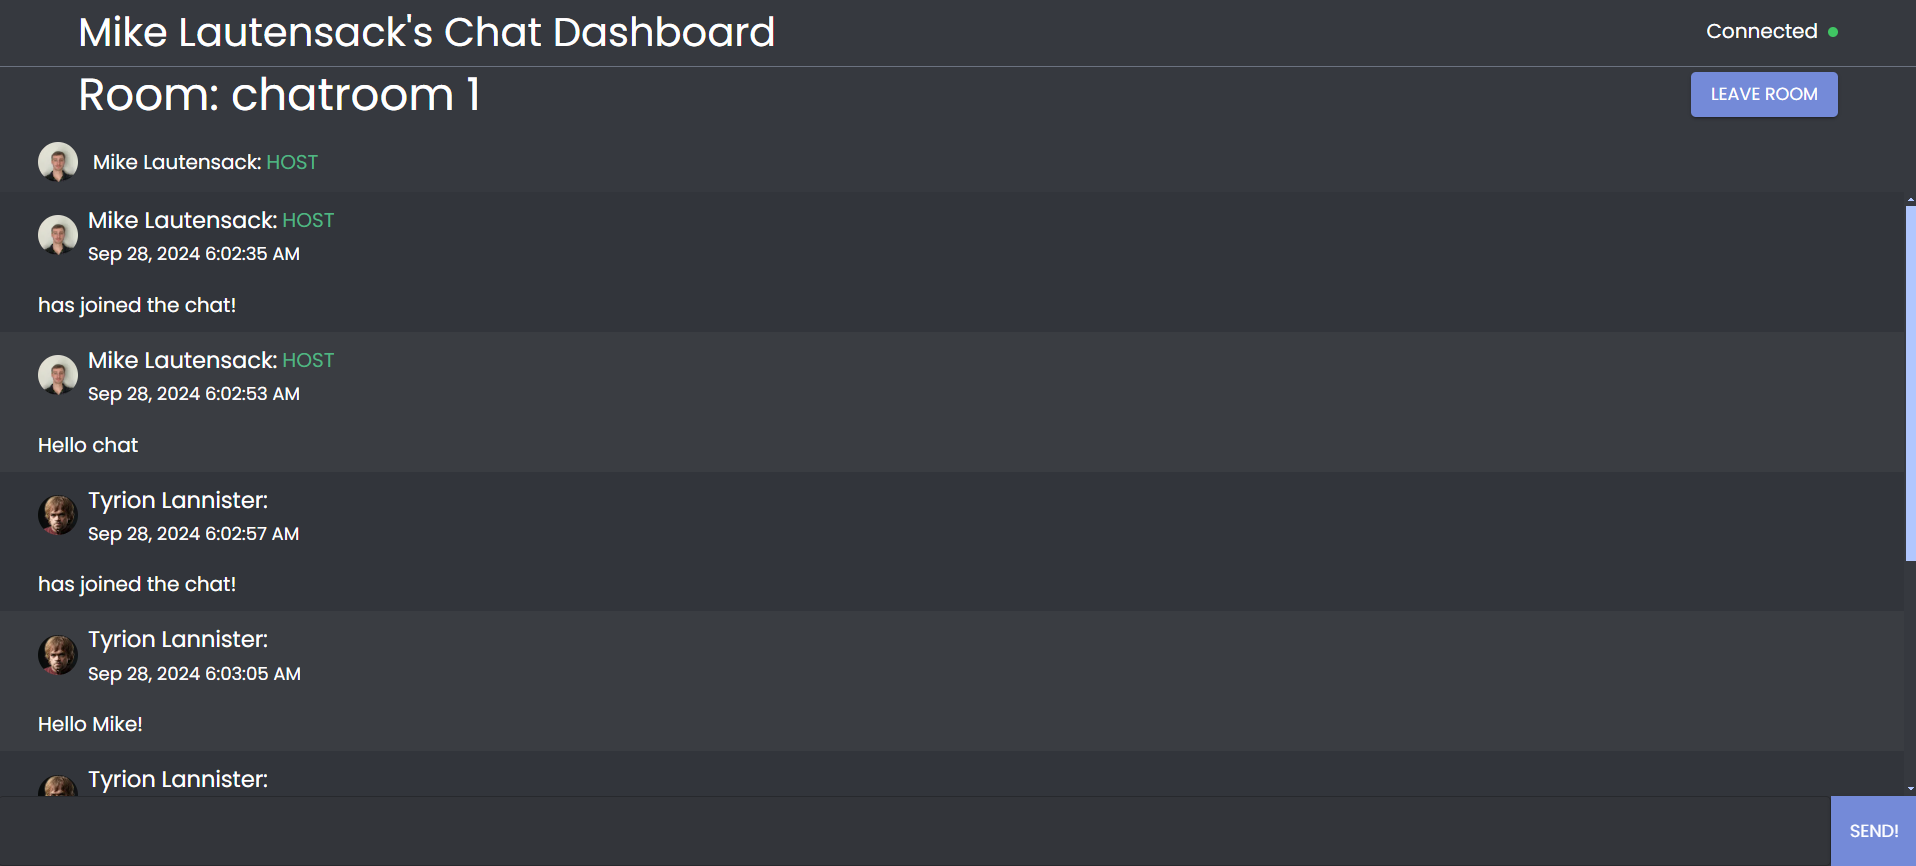 Mike Lautensack's Chat Dashboard
Connected
Room: chatroom 1
LEAVE ROOM
Mike Lautensack: HOST
Mike Lautensack: HOST
Sep 28, 2024 6:02:35 AM
has joined the chat!
Mike Lautensack: HOST
Sep 28, 2024 6:02:53 AM
Hello chat
Tyrion Lannister:
Sep 28, 2024 6:02:57 AM
has joined the chat!
Tyrion Lannister:
Sep 28, 2024 6:03:05 AM
Hello Mike!
Tyrion Lannister:
SEND!